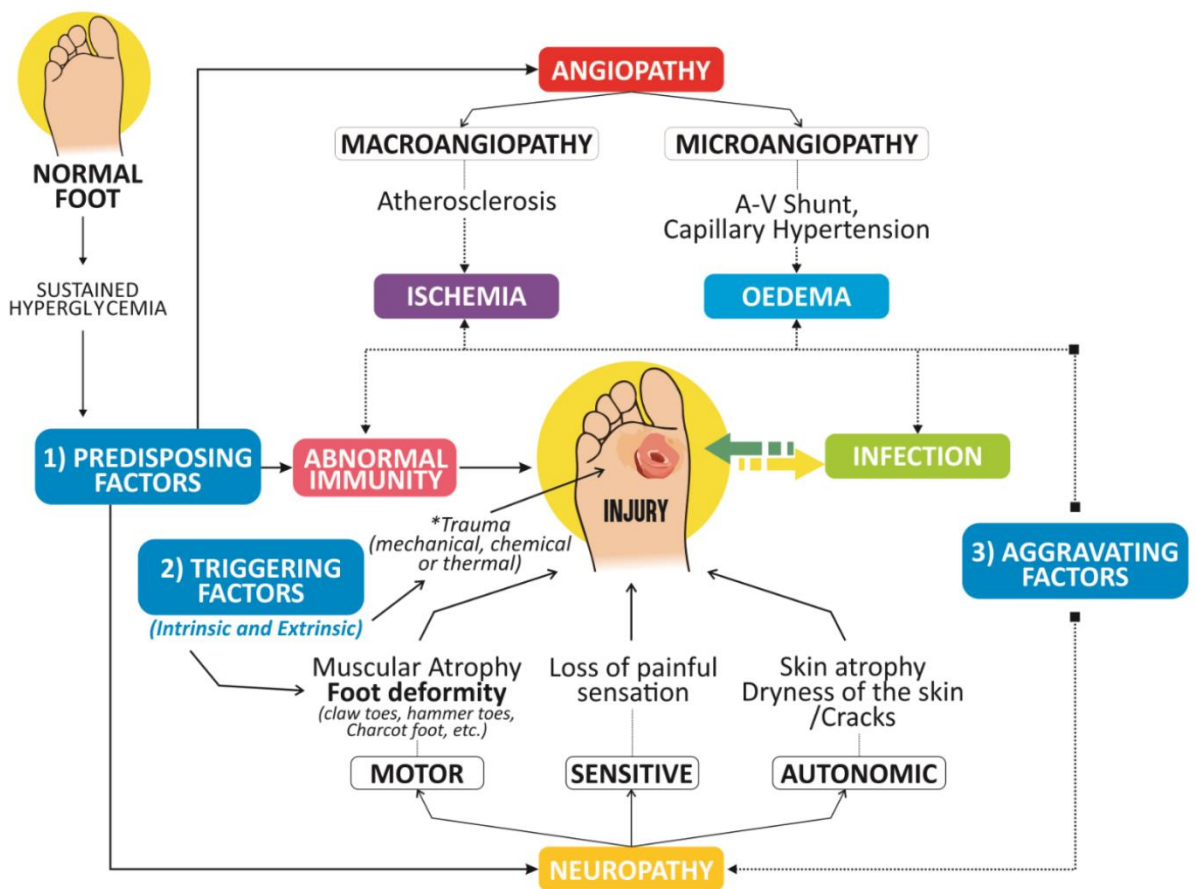 NORMAL
FOOT
SUSTAINED
HYPERGLYCEMIA
ANGIOPATHY
MACROANGIOPATHY
MICROANGIOPATHY
Atherosclerosis
A-V Shunt,
Capillary Hypertension
ISCHEMIA
OEDEMA
1) PREDISPOSING
FACTORS
ABNORMAL
IMMUNITY
INJURY
INFECTION
*Trauma
(mechanical, chemical
or thermal)
2) TRIGGERING
FACTORS
(Intrinsic and Extrinsic)
3) AGGRAVATING
FACTORS
Muscular Atrophy
Foot deformity
(claw toes, hammer toes,
Charcot foot, etc.)
Loss of painful
sensation
Skin atrophy
Dryness of the skin
/Cracks
MOTOR
SENSITIVE
AUTONOMIC
NEUROPATHY